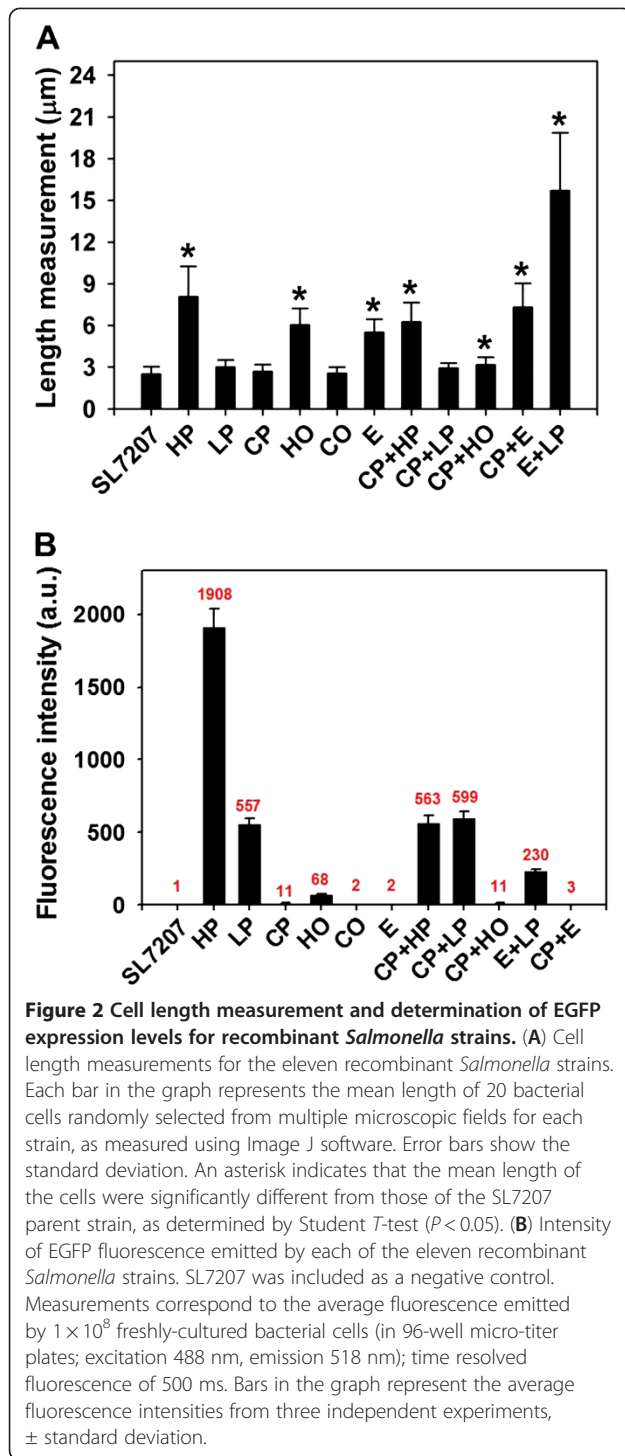 A
Length measurement (μm)
24
21
18
15
12
9
6
3
0
* * * * * * * *
SL7207 HP LP CP HO CO E CP+HP CP+LP CP+HO CP+E E+LP
B
Fluorescence intensity (a.u.)
2000
1500
1000
500
0
1 1908 557 11 68 2 2 563 599 11 230 3
SL7207 HP LP CP HO CO E CP+HP CP+LP CP+HO E+LP CP+E
Figure 2 Cell length measurement and determination of EGFP
expression levels for recombinant Salmonella strains. (A) Cell
length measurements for the eleven recombinant Salmonella strains.
Each bar in the graph represents the mean length of 20 bacterial
cells randomly selected from multiple microscopic fields for each
strain, as measured using Image J software. Error bars show the
standard deviation. An asterisk indicates that the mean length of
the cells were significantly different from those of the SL7207
parent strain, as determined by Student T-test (P < 0.05). (B) Intensity
of EGFP fluorescence emitted by each of the eleven recombinant
Salmonella strains. SL7207 was included as a negative control.
Measurements correspond to the average fluorescence emitted
by 1 × 10⁸ freshly-cultured bacterial cells (in 96-well micro-titer
plates; excitation 488 nm, emission 518 nm); time resolved
fluorescence of 500 ms. Bars in the graph represent the average
fluorescence intensities from three independent experiments,
± standard deviation.